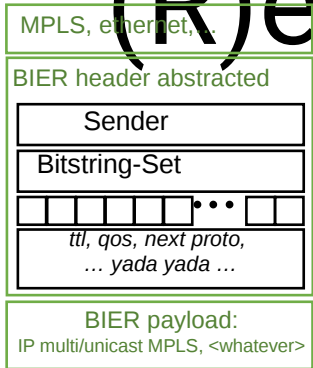 (R)e
MPLS, ethernet,...
BIER header abstracted
Sender
Bitstring-Set
...
ttl, qos, next proto,
… yada yada …
BIER payload:
IP multi/unicast MPLS, <whatever>